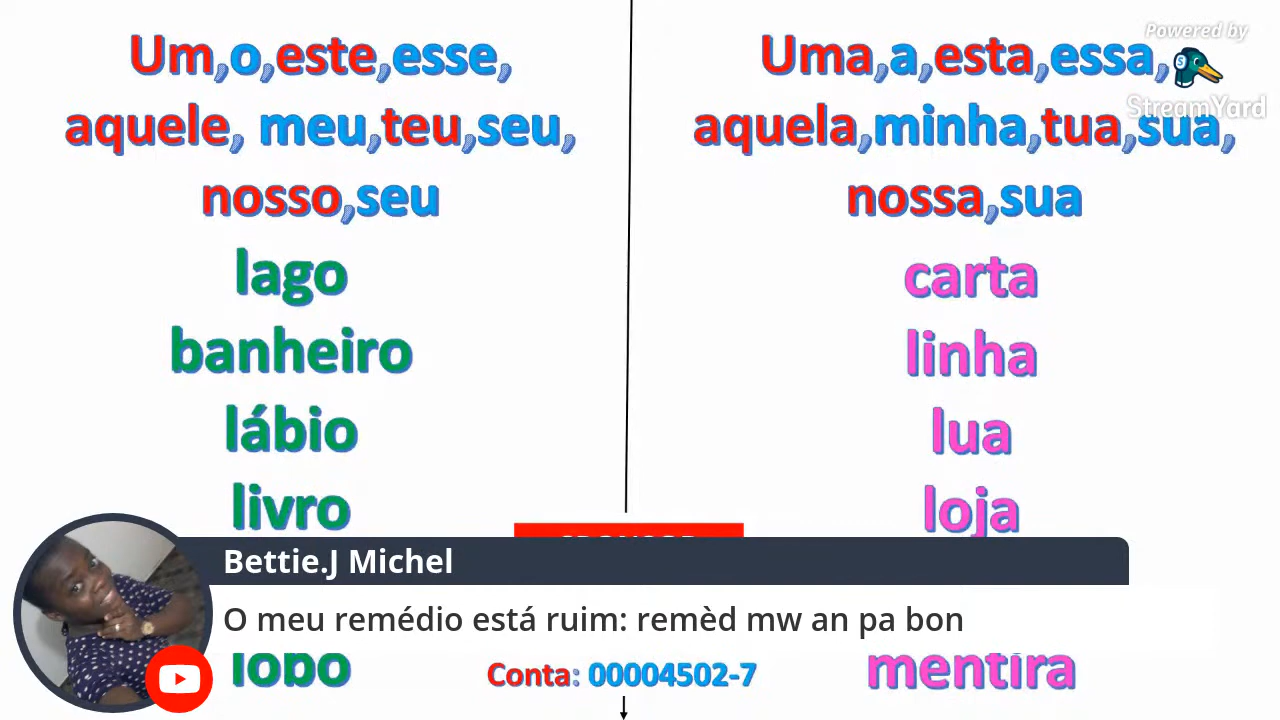 Um,o,este,esse,
aquele, meu,teu,seu,
nosso,seu
lago
banheiro
lábio
livro
lobo
Uma,a,esta,essa,
aquela,minha,tua,sua,
nossa,sua
carta
linha
lua
loja
mentira
Powered by
StreamYard
Bettie.J Michel
O meu remédio está ruim: remèd mw an pa bon
Conta: 00004502-7